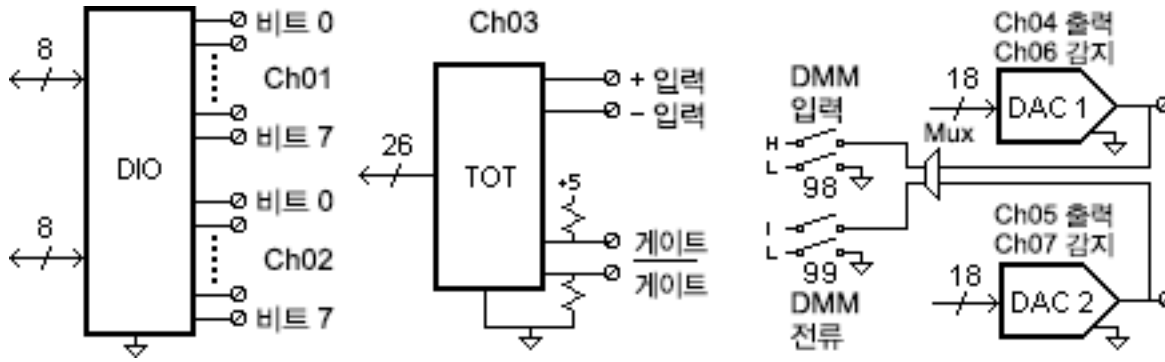 비트 0
8
Ch01
비트 7
DIO
비트 0
8
Ch02
비트 7
Ch03
+ 입력
− 입력
26
TOT
+5
게이트
게이트
DMM
입력
H
L
98
I
L
99
DMM
전류
Mux
Ch04 출력
Ch06 감지
18
DAC 1
Ch05 출력
Ch07 감지
18
DAC 2